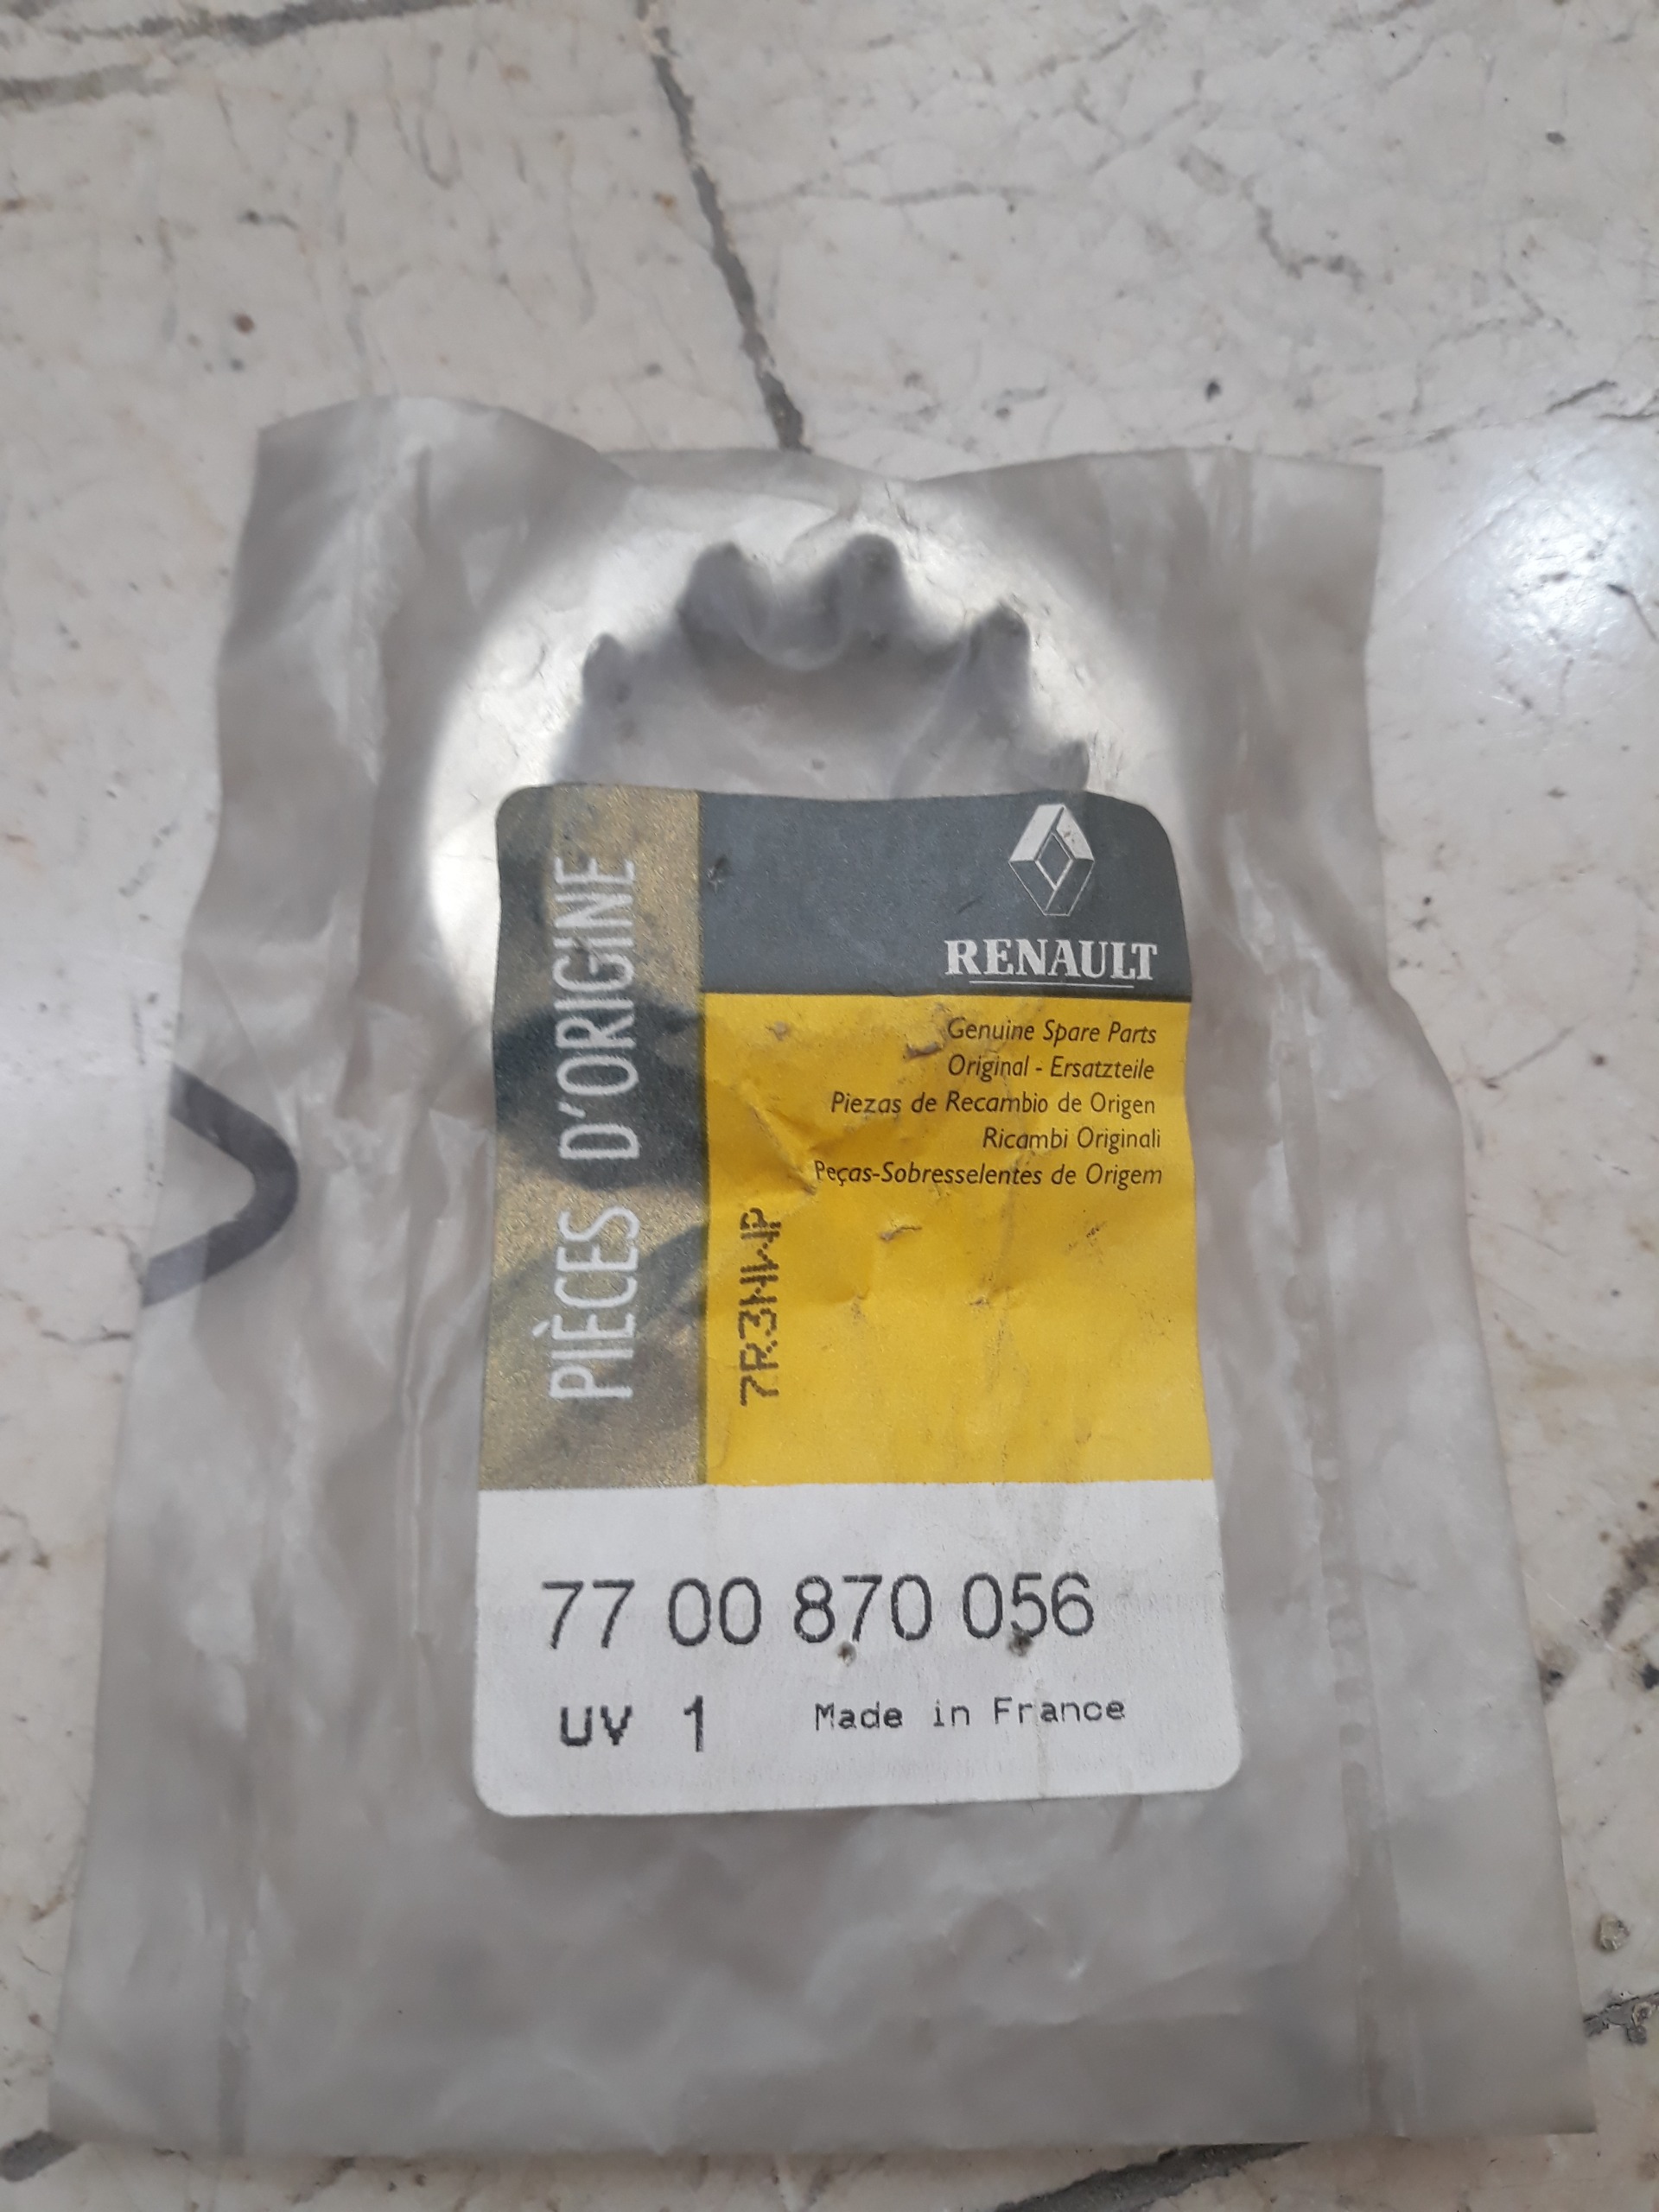 PIÈCES D'ORIGINE
RENAULT
Genuine Spare Parts
Original - Ersatzteile
Piezas de Recambio de Origen
Ricambi Originali
Peças-Sobresselentes de Origem
7R3HWP
77 00 870 056
UV 1 Made in France